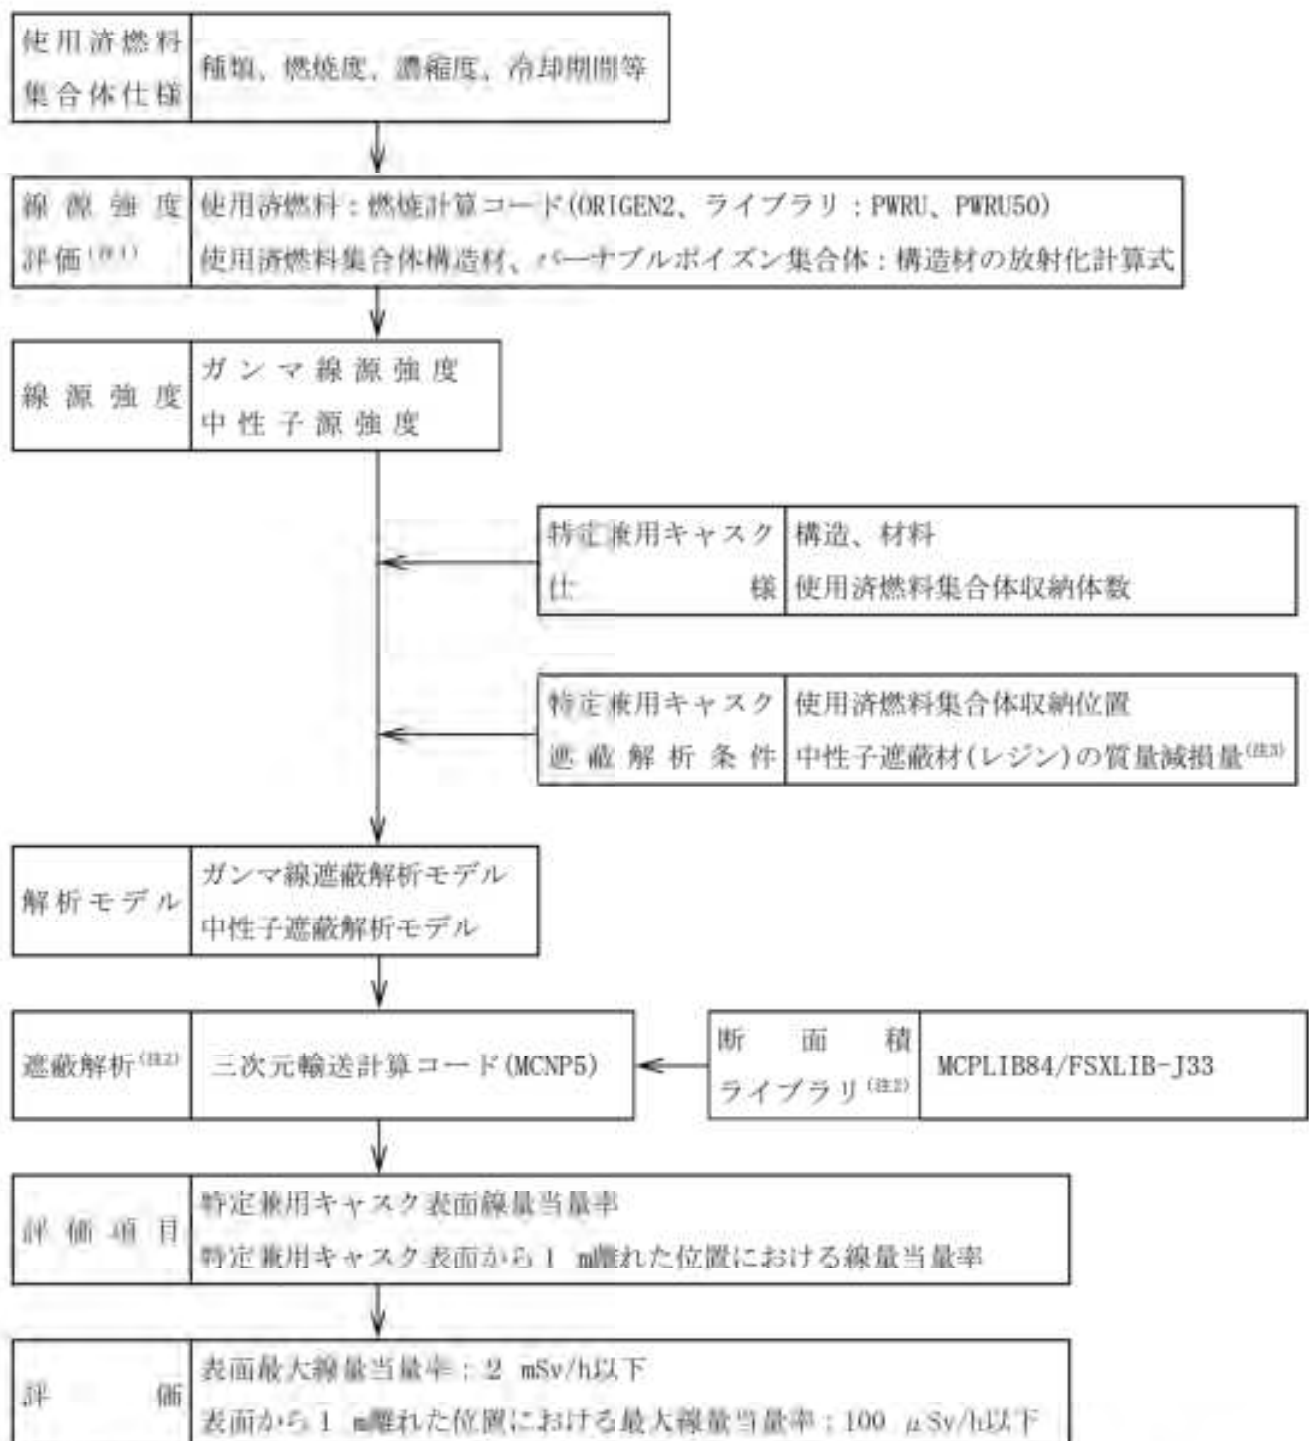 使用済燃料
集合体仕様
種類、燃焼度、濃縮度、冷却期間等
線源強度
評価(注1)
使用済燃料:燃焼計算コード(ORIGEN2、ライブラリ:PWRU、PWRU50)
使用済燃料集合体構造材、バーナブルポイズン集合体:構造材の放射化計算式
線源強度
ガンマ線源強度
中性子源強度
特定兼用キャスク
仕様
構造、材料
使用済燃料集合体収納体数
特定兼用キャスク
遮蔽解析条件
使用済燃料集合体収納位置
中性子遮蔽材(レジン)の質量減損量(注3)
解析モデル
ガンマ線遮蔽解析モデル
中性子遮蔽解析モデル
遮蔽解析(注2)
三次元輸送計算コード(MCNP5)
断面積
ライブラリ(注2)
MCPLIB84/FSXLIB-J33
評価項目
特定兼用キャスク表面線量当量率
特定兼用キャスク表面から1 m離れた位置における線量当量率
評価
表面最大線量当量率:2 mSv/h以下
表面から1 m離れた位置における最大線量当量率:100 μSv/h以下